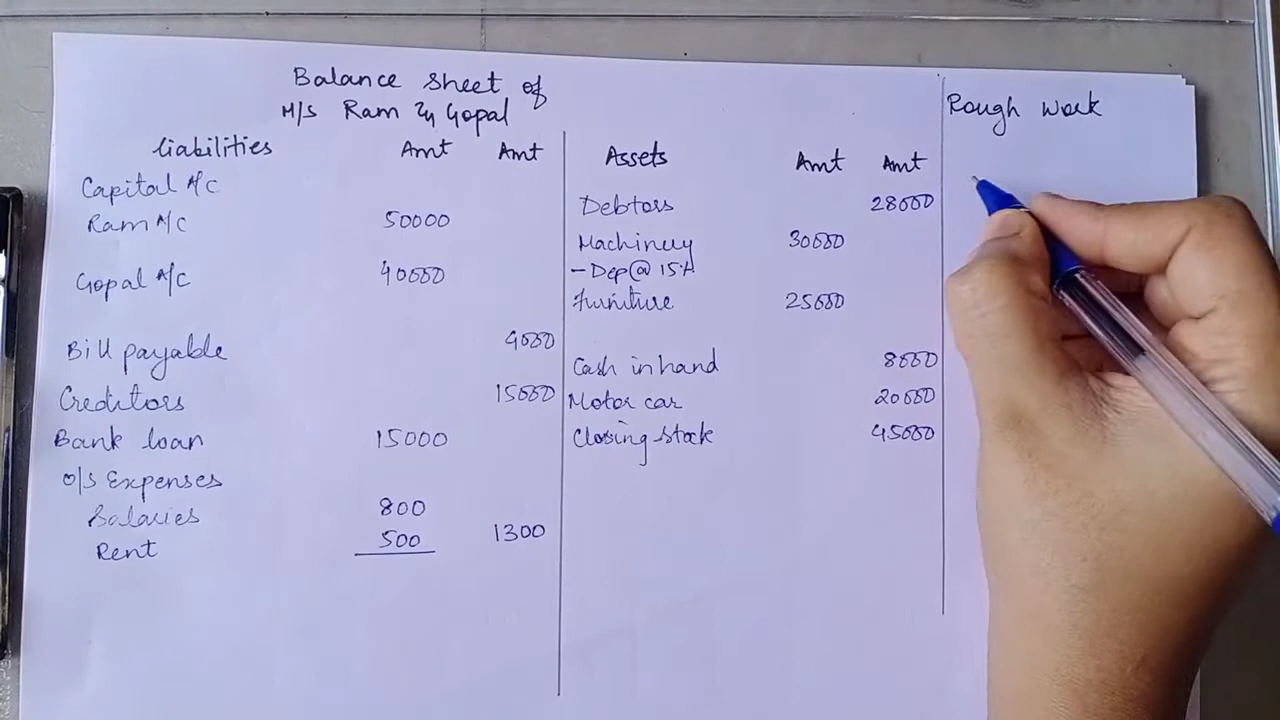 Balance Sheet of
M/S Ram & Gopal
Rough Work
Liabilities Amt Amt
Capital A/c
Ram A/c 50000
Gopal A/c 40000
Bill payable 4000
Creditors 15000
Bank loan 15000
O/S Expenses
Salaries 800
Rent 500 1300
Assets Amt Amt
Debtors 28000
Machinery 30000
- Dep @ 15%
Furniture 25000
Cash in hand 8000
Motor car 20000
Closing stock 45000